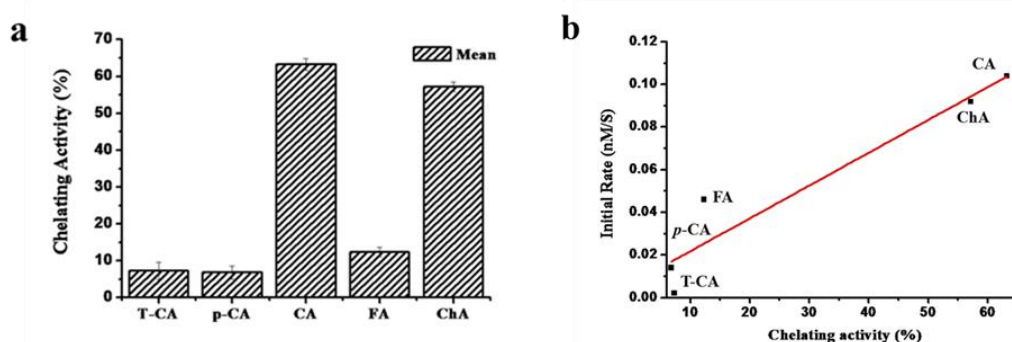 a
Chelating Activity (%)
70
60
50
40
30
20
10
0
T-CA p-CA CA FA ChA
Mean
b
Initial Rate (nM/S)
0.12
0.10
0.08
0.06
0.04
0.02
0.00
CA
ChA
FA
p-CA
T-CA
10 20 30 40 50 60
Chelating activity (%)